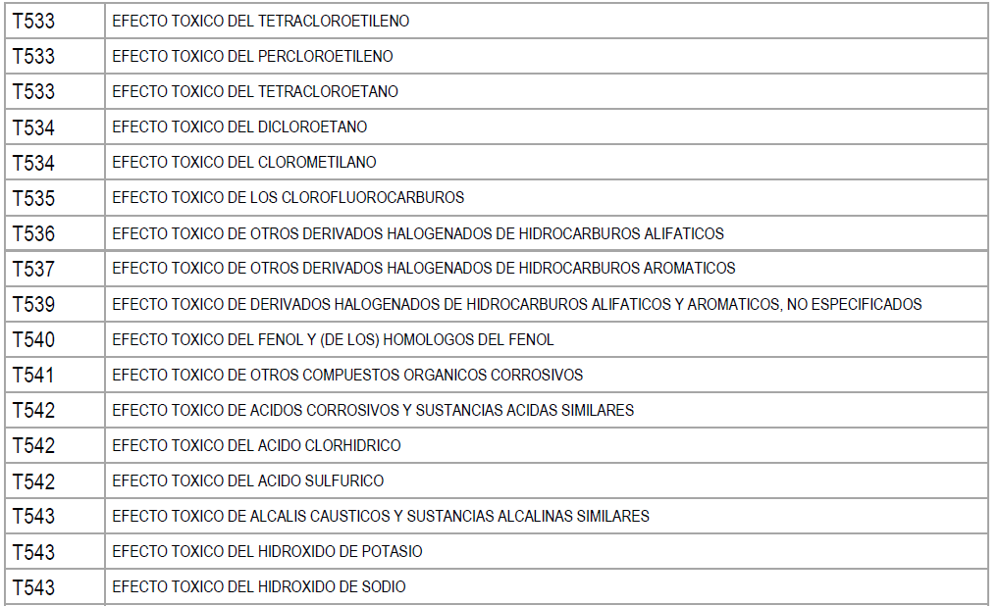 T533 EFECTO TOXICO DEL TETRACLOROETILENO
T533 EFECTO TOXICO DEL PERCLOROETILENO
T533 EFECTO TOXICO DEL TETRACLOROETANO
T534 EFECTO TOXICO DEL DICLOROETANO
T534 EFECTO TOXICO DEL CLOROMETILANO
T535 EFECTO TOXICO DE LOS CLOROFLUOROCARBUROS
T536 EFECTO TOXICO DE OTROS DERIVADOS HALOGENADOS DE HIDROCARBUROS ALIFATICOS
T537 EFECTO TOXICO DE OTROS DERIVADOS HALOGENADOS DE HIDROCARBUROS AROMATICOS
T539 EFECTO TOXICO DE DERIVADOS HALOGENADOS DE HIDROCARBUROS ALIFATICOS Y AROMATICOS, NO ESPECIFICADOS
T540 EFECTO TOXICO DEL FENOL Y (DE LOS) HOMOLOGOS DEL FENOL
T541 EFECTO TOXICO DE OTROS COMPUESTOS ORGANICOS CORROSIVOS
T542 EFECTO TOXICO DE ACIDOS CORROSIVOS Y SUSTANCIAS ACIDAS SIMILARES
T542 EFECTO TOXICO DEL ACIDO CLORHIDRICO
T542 EFECTO TOXICO DEL ACIDO SULFURICO
T543 EFECTO TOXICO DE ALCALIS CAUSTICOS Y SUSTANCIAS ALCALINAS SIMILARES
T543 EFECTO TOXICO DEL HIDROXIDO DE POTASIO
T543 EFECTO TOXICO DEL HIDROXIDO DE SODIO